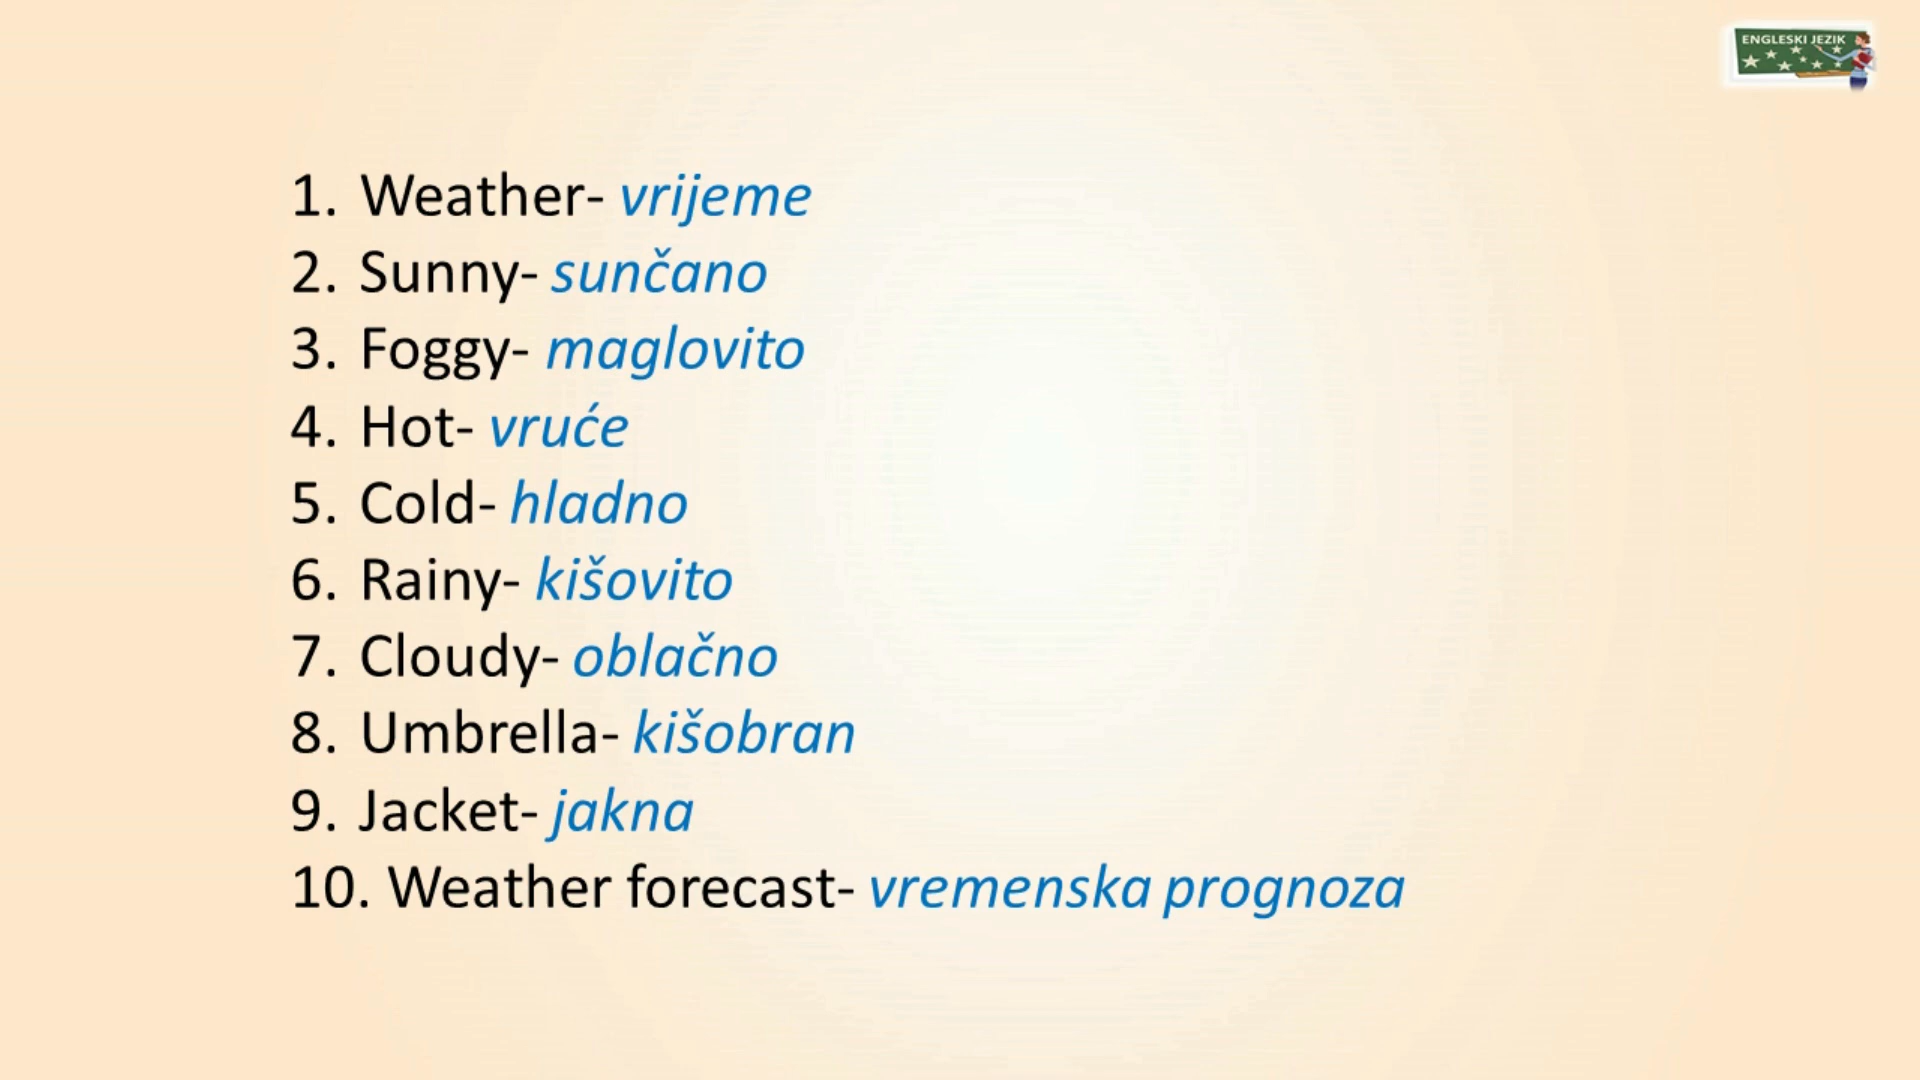 ENGLESKI JEZIK
1. Weather- vrijeme
2. Sunny- sunčano
3. Foggy- maglovito
4. Hot- vruće
5. Cold- hladno
6. Rainy- kišovito
7. Cloudy- oblačno
8. Umbrella- kišobran
9. Jacket- jakna
10. Weather forecast- vremenska prognoza